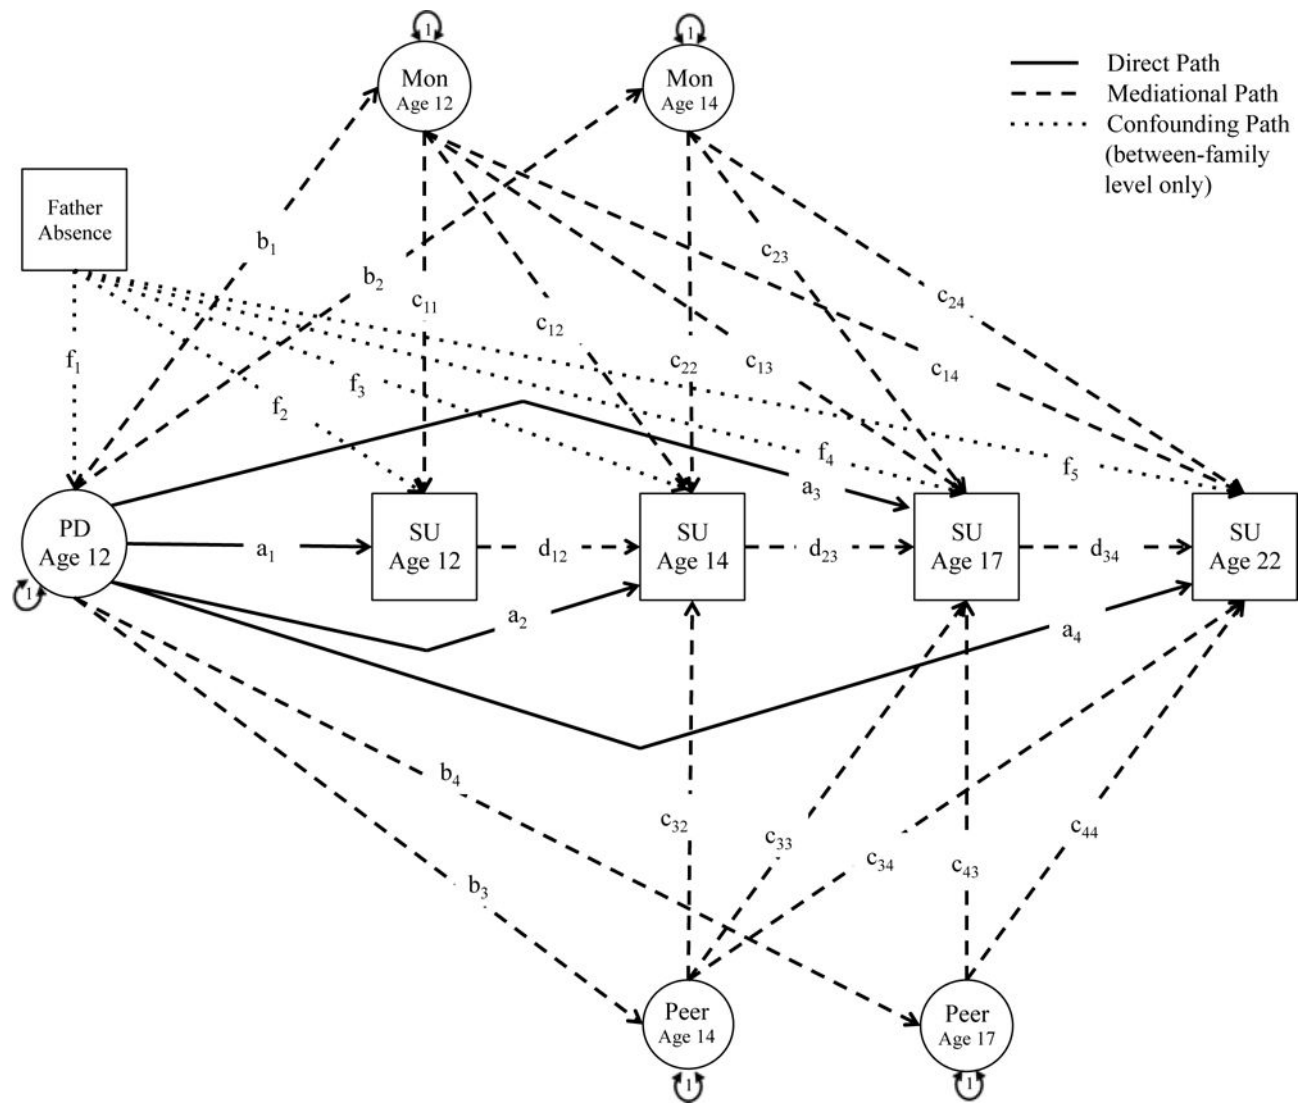 1
Mon
Age 12
1
Mon
Age 14
Direct Path
Mediational Path
Confounding Path
(between-family
level only)
Father
Absence
b₁
b₂
c₁₁
c₁₂
c₂₂
c₁₃
c₂₃
c₁₄
c₂₄
f₁
f₂
f₃
f₄
f₅
a₃
PD
Age 12
1
a₁
SU
Age 12
d₁₂
SU
Age 14
d₂₃
SU
Age 17
d₃₄
SU
Age 22
a₂
a₄
b₄
b₃
c₃₂
c₃₃
c₃₄
c₄₃
c₄₄
Peer
Age 14
1
Peer
Age 17
1